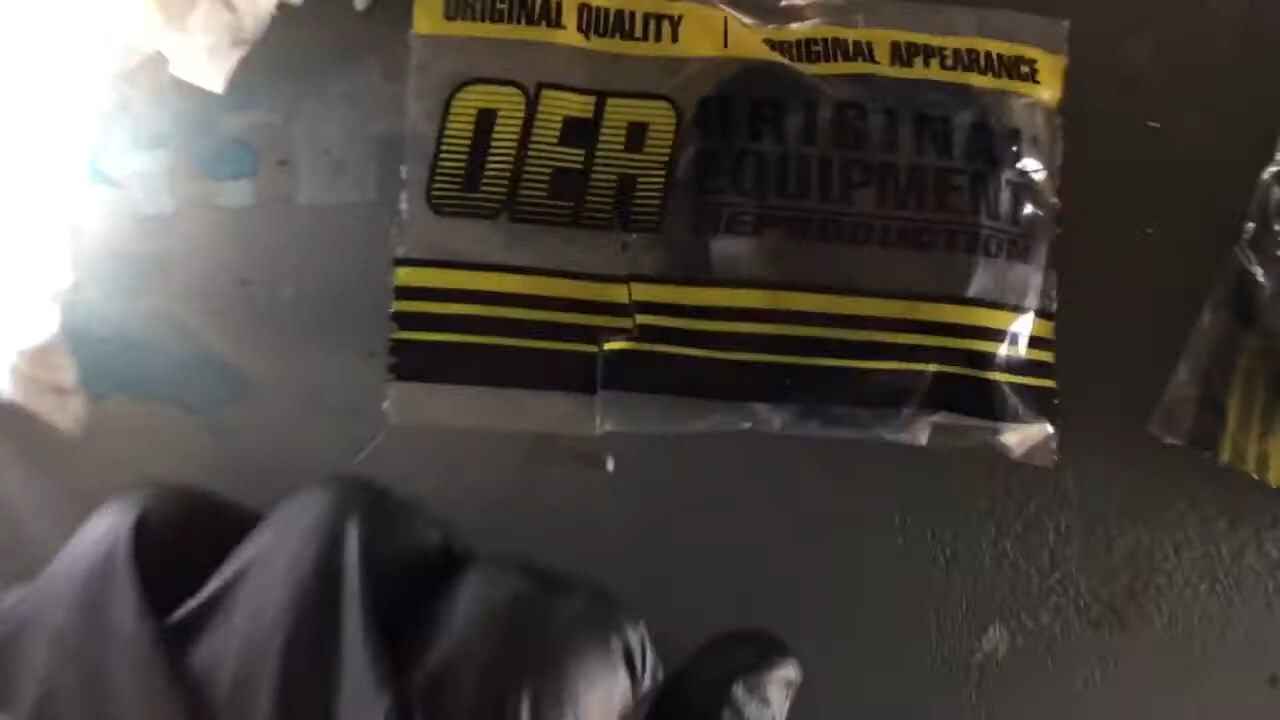 ORIGINAL QUALITY | ORIGINAL APPEARANCE
OER
ORIGINAL
EQUIPMENT
REPRODUCTION